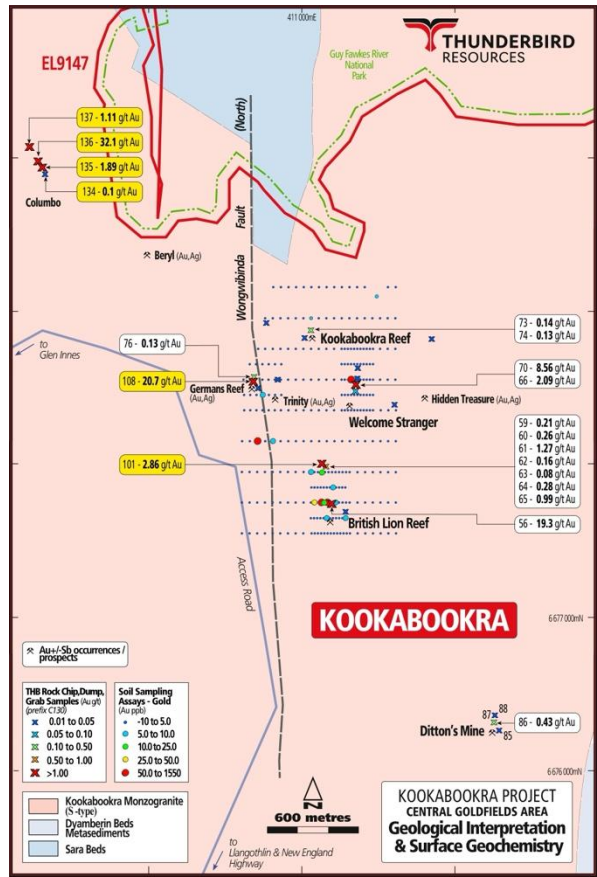 411 000mE
THUNDERBIRD
RESOURCES
EL9147
Guy Fawkes River
National
Park
(North)
Fault
Wongwibinda
137 - 1.11 g/t Au
136 - 32.1 g/t Au
135 - 1.89 g/t Au
134 - 0.1 g/t Au
Columbo
Beryl (Au,Ag)
to
Glen Innes
76 - 0.13 g/t Au
108 - 20.7 g/t Au
Germans Reef
(Au,Ag)
Trinity (Au,Ag)
Kookabookra Reef
73 - 0.14 g/t Au
74 - 0.13 g/t Au
70 - 8.56 g/t Au
66 - 2.09 g/t Au
Hidden Treasure (Au,Ag)
Welcome Stranger
59 - 0.21 g/t Au
60 - 0.26 g/t Au
61 - 1.27 g/t Au
62 - 0.16 g/t Au
63 - 0.08 g/t Au
64 - 0.28 g/t Au
65 - 0.99 g/t Au
101 - 2.86 g/t Au
56 - 19.3 g/t Au
British Lion Reef
Access Road
KOOKABOOKRA
6 677 000mN
Au+/-Sb occurrences /
prospects
THB Rock Chip,Dump,
Grab Samples (Au gt)
(prefix C130)
0.01 to 0.05
0.05 to 0.10
0.10 to 0.50
0.50 to 1.00
>1.00
Soil Sampling
Assays - Gold
(Au ppb)
-10 to 5.0
5.0 to 10.0
10.0 to 25.0
25.0 to 50.0
50.0 to 1550
87
88
86 - 0.43 g/t Au
Ditton's Mine
85
6 676 000mN
Kookabookra Monzogranite
(S -type)
Dyamberin Beds
Metasediments
Sara Beds
N
600 metres
to
Llangothlin & New England
Highway
KOOKABOOKRA PROJECT
CENTRAL GOLDFIELDS AREA
Geological Interpretation
& Surface Geochemistry